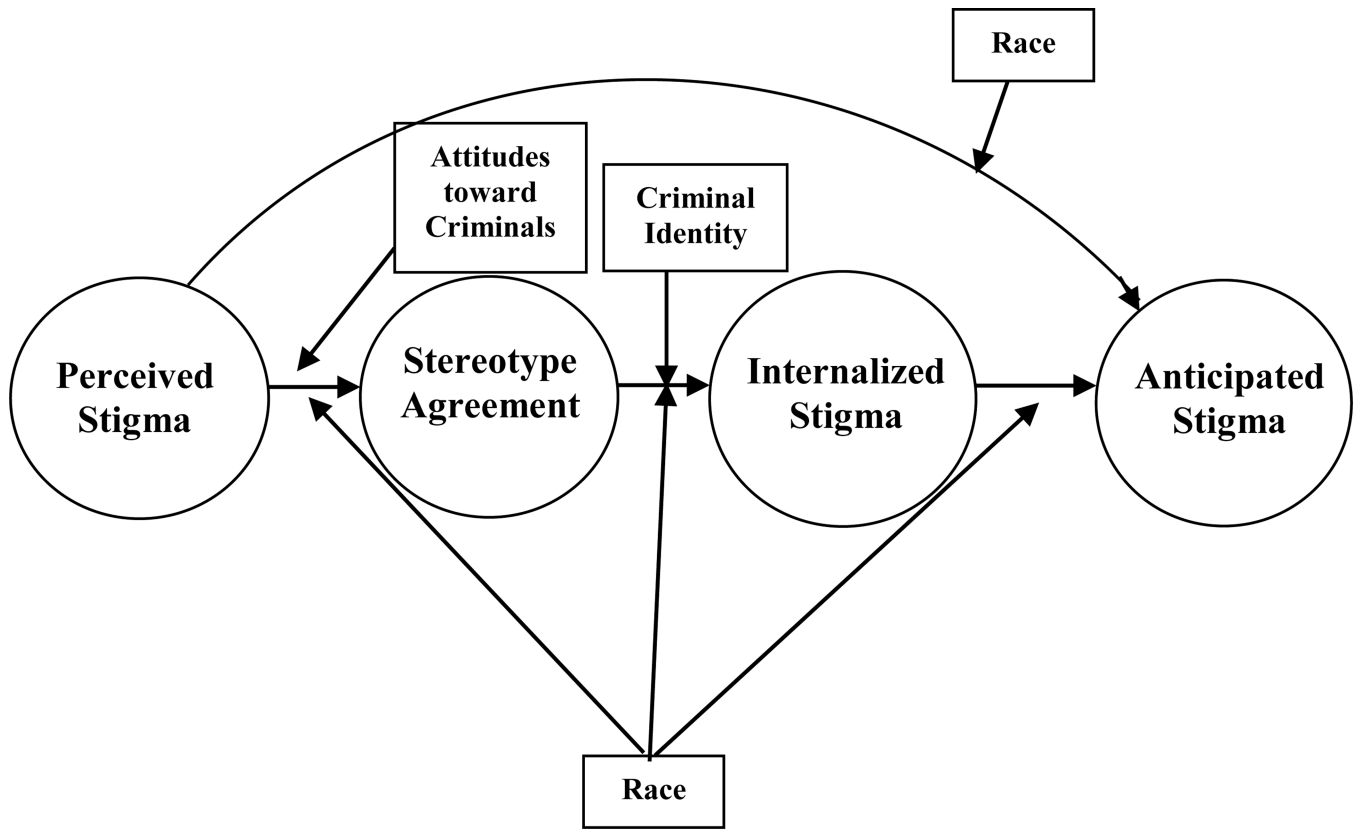 Race
Attitudes
toward
Criminals
Criminal
Identity
Perceived
Stigma
Stereotype
Agreement
Internalized
Stigma
Anticipated
Stigma
Race